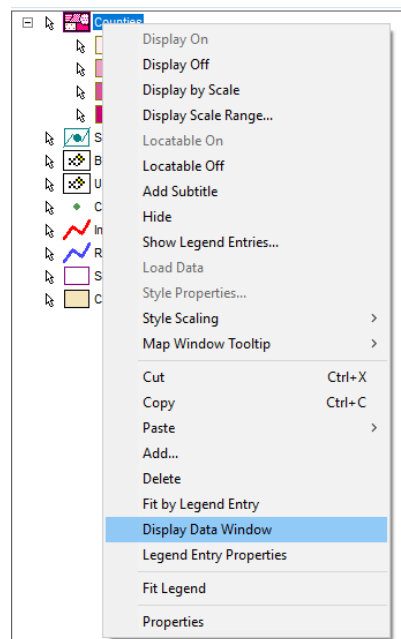 Counties
Display On
Display Off
Display by Scale
Display Scale Range...
Locatable On
S
Locatable Off
B
Add Subtitle
U
Hide
C
Show Legend Entries...
In
Load Data
R
Style Properties...
S
Style Scaling
C
Map Window Tooltip
Cut Ctrl+X
Copy Ctrl+C
Paste
Add...
Delete
Fit by Legend Entry
Display Data Window
Legend Entry Properties
Fit Legend
Properties